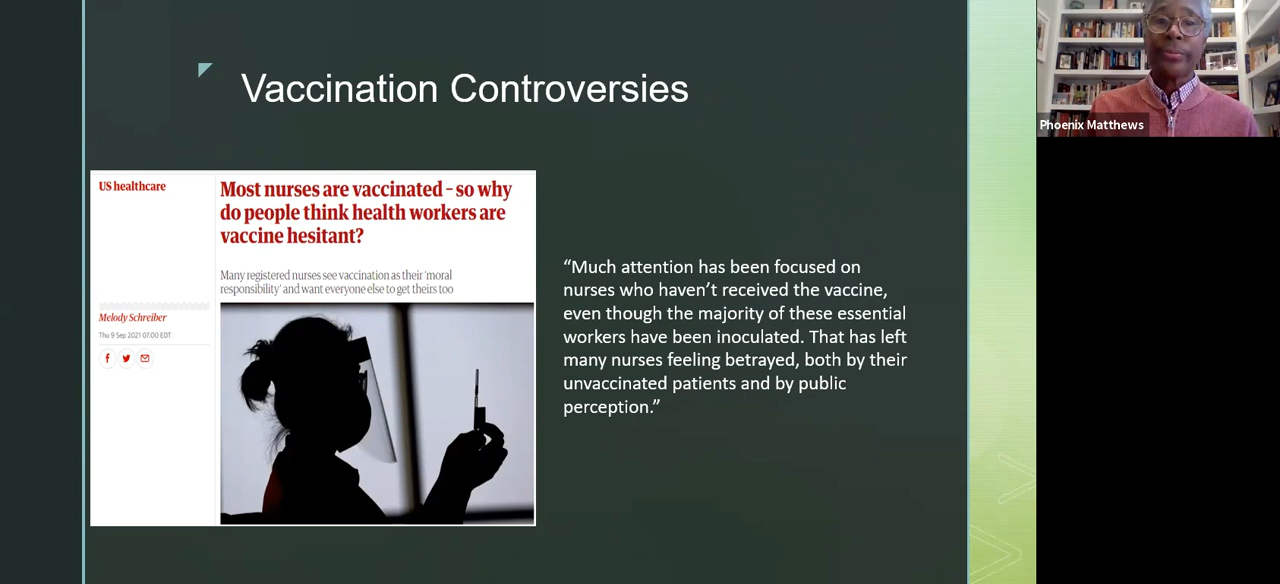 Vaccination Controversies
US healthcare
Most nurses are vaccinated – so why
do people think health workers are
vaccine hesitant?
Many registered nurses see vaccination as their ‘moral
responsibility’ and want everyone else to get theirs too
Melody Schreiber
Thu 9 Sep 2021 07.00 EDT
“Much attention has been focused on
nurses who haven’t received the vaccine,
even though the majority of these essential
workers have been inoculated. That has left
many nurses feeling betrayed, both by their
unvaccinated patients and by public
perception.”
Phoenix Matthews